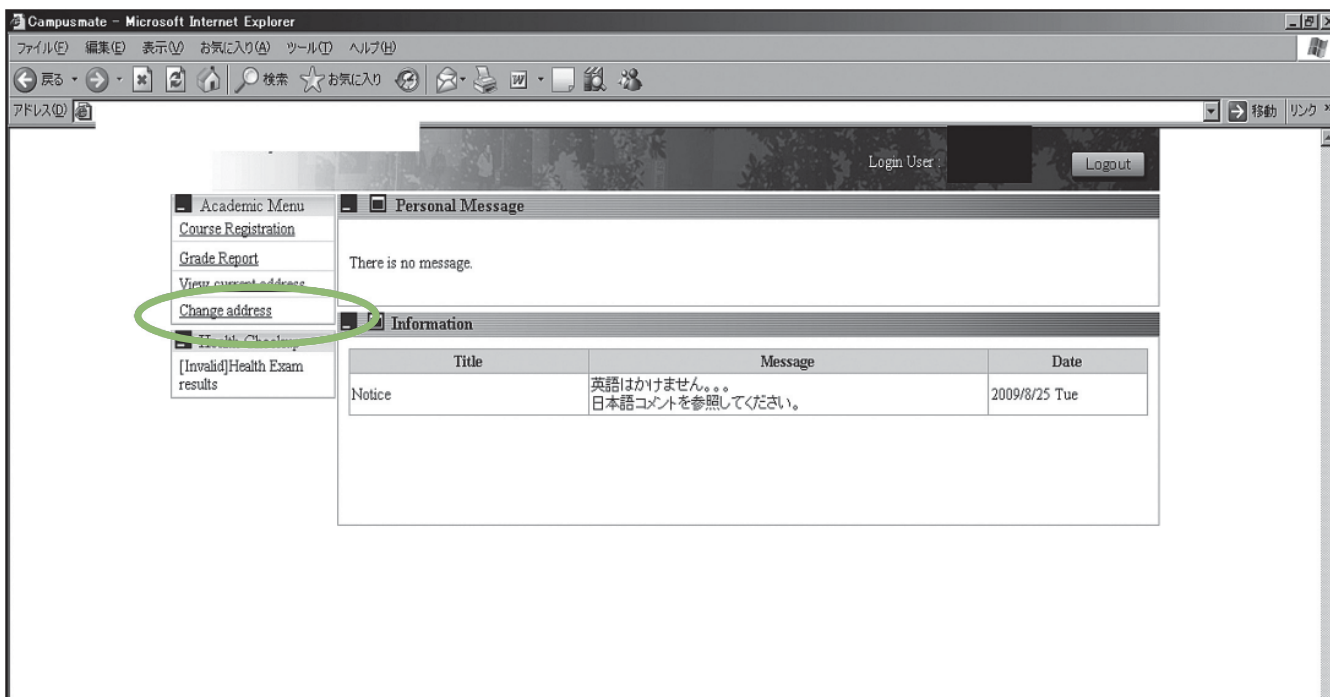 Campusmate - Microsoft Internet Explorer
ファイル(F) 編集(E) 表示(V) お気に入り(A) ツール(T) ヘルプ(H)
戻る 検索 お気に入り
アドレス(D) 移動 リンク »
Login User : Logout
Academic Menu
Course Registration
Grade Report
View current address
Change address
Health Checkup
[Invalid]Health Exam
results
Personal Message
There is no message.
Information
Title Message Date
Notice 英語はかけません。。。 2009/8/25 Tue
日本語コメントを参照してください。